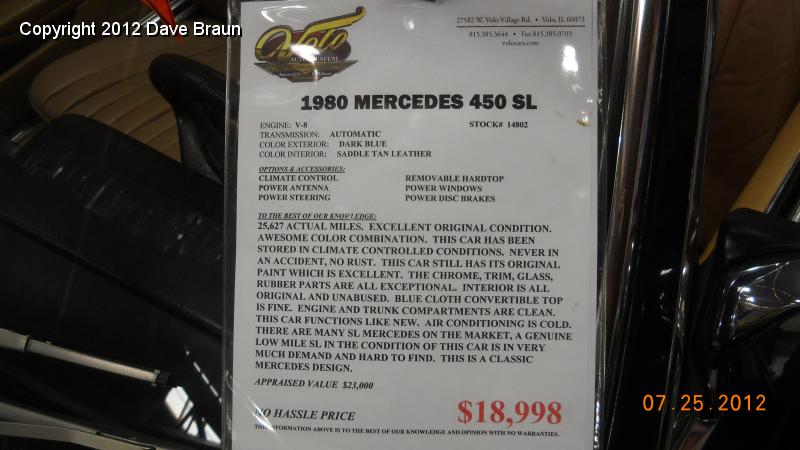 Copyright 2012 Dave Braun
Volo
AUTO MUSEUM
27582 W. Volo Village Rd. • Volo, IL 60073
815.385.3644 • Fax 815.385.0703
volocars.com
1980 MERCEDES 450 SL
ENGINE: V-8 STOCK# 14802
TRANSMISSION: AUTOMATIC
COLOR EXTERIOR: DARK BLUE
COLOR INTERIOR: SADDLE TAN LEATHER
OPTIONS & ACCESSORIES:
CLIMATE CONTROL REMOVABLE HARDTOP
POWER ANTENNA POWER WINDOWS
POWER STEERING POWER DISC BRAKES
TO THE BEST OF OUR KNOWLEDGE:
25,627 ACTUAL MILES. EXCELLENT ORIGINAL CONDITION.
AWESOME COLOR COMBINATION. THIS CAR HAS BEEN
STORED IN CLIMATE CONTROLLED CONDITIONS. NEVER IN
AN ACCIDENT, NO RUST. THIS CAR STILL HAS ITS ORIGINAL
PAINT WHICH IS EXCELLENT. THE CHROME, TRIM, GLASS,
RUBBER PARTS ARE ALL EXCEPTIONAL. INTERIOR IS ALL
ORIGINAL AND UNABUSED. BLUE CLOTH CONVERTIBLE TOP
IS FINE. ENGINE AND TRUNK COMPARTMENTS ARE CLEAN.
THIS CAR FUNCTIONS LIKE NEW. AIR CONDITIONING IS COLD.
THERE ARE MANY SL MERCEDES ON THE MARKET, A GENUINE
LOW MILE SL IN THE CONDITION OF THIS CAR IS IN VERY
MUCH DEMAND AND HARD TO FIND. THIS IS A CLASSIC
MERCEDES DESIGN.
APPRAISED VALUE $23,000
NO HASSLE PRICE $18,998
THE INFORMATION ABOVE IS TO THE BEST OF OUR KNOWLEDGE AND OPINION WITH NO WARRANTIES.
07.25.2012